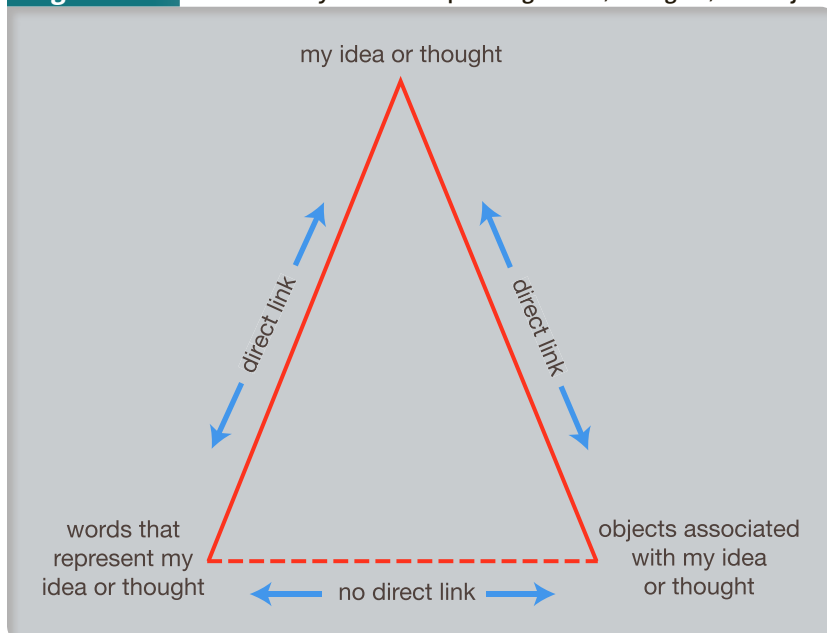 my idea or thought
direct link
direct link
words that
represent my
idea or thought
objects associated
with my idea
or thought
no direct link